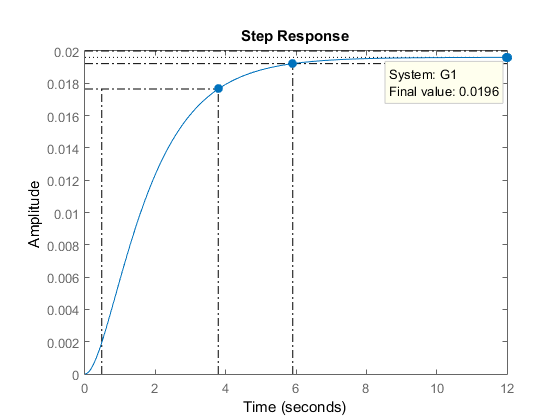 Step Response
0.02
0.018
0.016
0.014
0.012
0.01
0.008
0.006
0.004
0.002
0
Amplitude
System: G1
Final value: 0.0196
0 2 4 6 8 10 12
Time (seconds)